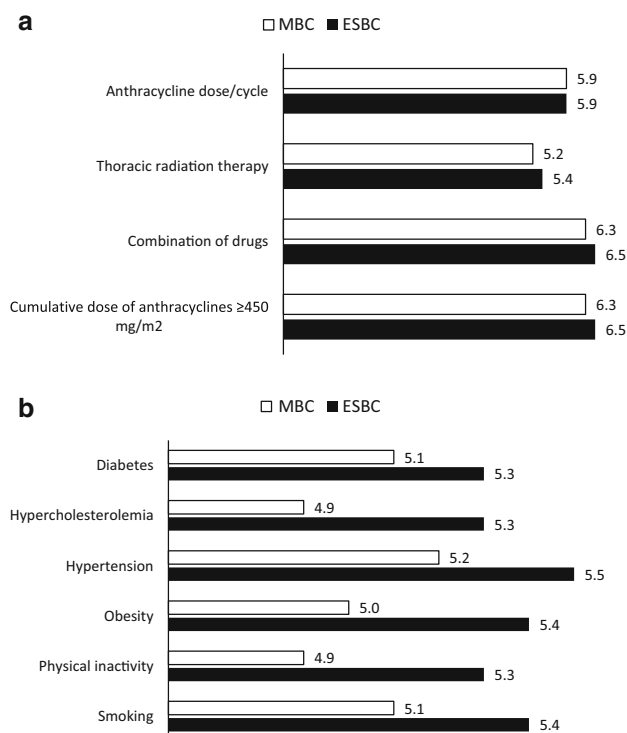 a
MBC ESBC
Anthracycline dose/cycle
5.9
5.9
Thoracic radiation therapy
5.2
5.4
Combination of drugs
6.3
6.5
Cumulative dose of anthracyclines ≥450
mg/m2
6.3
6.5
b
MBC ESBC
Diabetes
5.1
5.3
Hypercholesterolemia
4.9
5.3
Hypertension
5.2
5.5
Obesity
5.0
5.4
Physical inactivity
4.9
5.3
Smoking
5.1
5.4